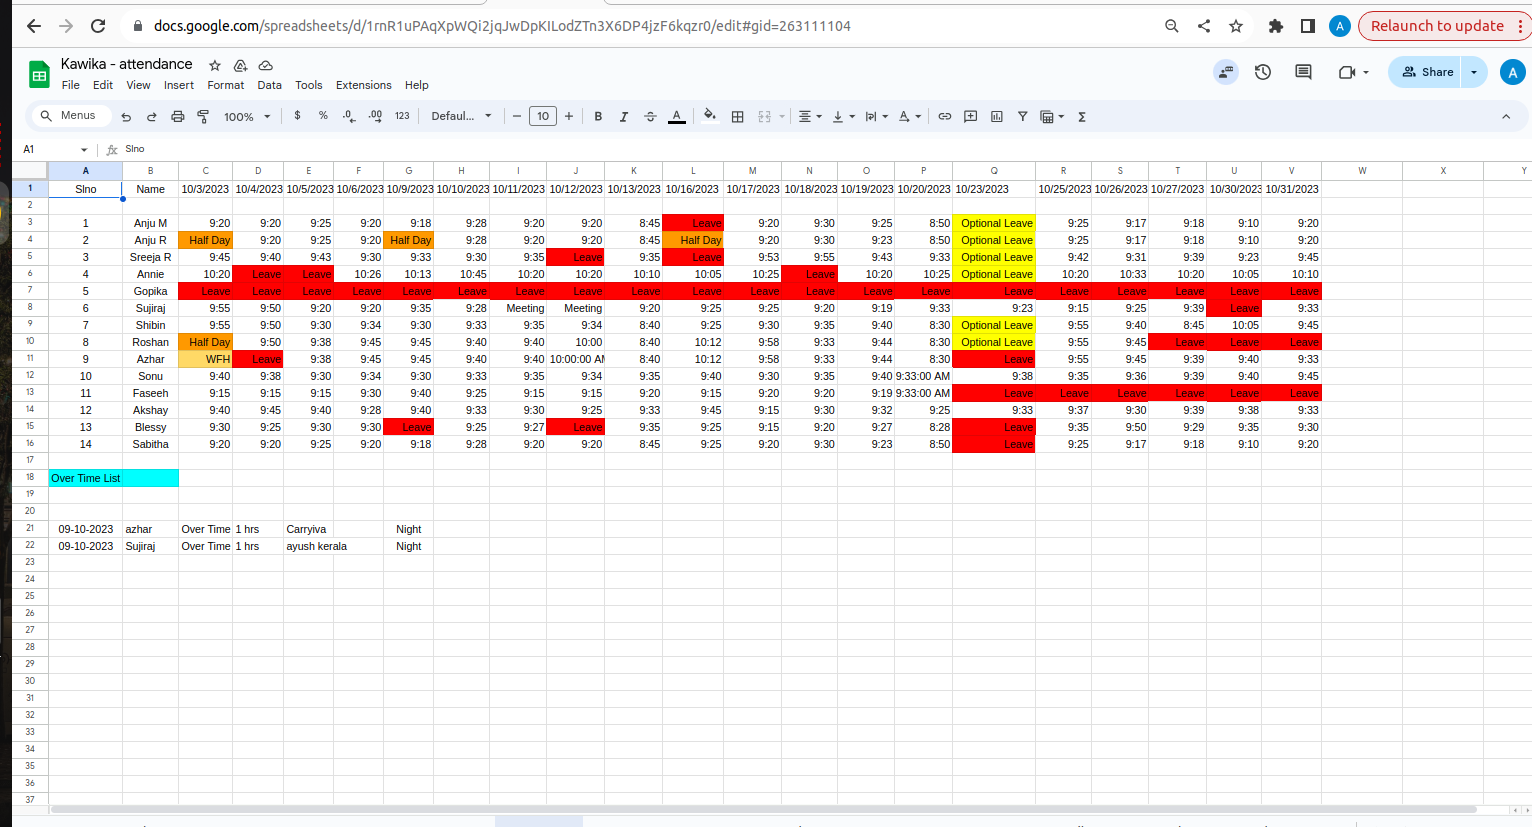 docs.google.com/spreadsheets/d/1rnR1uPAqXpWQi2jqJwDpKILodZTn3X6DP4jzF6kqzr0/edit#gid=263111104 A Relaunch to update
Kawika - attendance
File Edit View Insert Format Data Tools Extensions Help Share A
Menus 100% $ % .0 .00 123 Defaul... 10 B I A A Σ
A1 fx Slno
A B C D E F G H I J K L M N O P Q R S T U V W X Y
1 Slno Name 10/3/2023 10/4/2023 10/5/2023 10/6/2023 10/9/2023 10/10/2023 10/11/2023 10/12/2023 10/13/2023 10/16/2023 10/17/2023 10/18/2023 10/19/2023 10/20/2023 10/23/2023 10/25/2023 10/26/2023 10/27/2023 10/30/2023 10/31/2023
2
3 1 Anju M 9:20 9:20 9:25 9:20 9:18 9:28 9:20 9:20 8:45 Leave 9:20 9:30 9:25 8:50 Optional Leave 9:25 9:17 9:18 9:10 9:20
4 2 Anju R Half Day 9:20 9:25 9:20 Half Day 9:28 9:20 9:20 8:45 Half Day 9:20 9:30 9:23 8:50 Optional Leave 9:25 9:17 9:18 9:10 9:20
5 3 Sreeja R 9:45 9:40 9:43 9:30 9:33 9:30 9:35 Leave 9:35 Leave 9:53 9:55 9:43 9:33 Optional Leave 9:42 9:31 9:39 9:23 9:45
6 4 Annie 10:20 Leave Leave 10:26 10:13 10:45 10:20 10:20 10:10 10:05 10:25 Leave 10:20 10:25 Optional Leave 10:20 10:33 10:20 10:05 10:10
7 5 Gopika Leave Leave Leave Leave Leave Leave Leave Leave Leave Leave Leave Leave Leave Leave Leave Leave Leave Leave Leave Leave
8 6 Sujiraj 9:55 9:50 9:20 9:20 9:35 9:28 Meeting Meeting 9:20 9:25 9:25 9:20 9:19 9:33 9:23 9:15 9:25 9:39 Leave 9:33
9 7 Shibin 9:55 9:50 9:30 9:34 9:30 9:33 9:35 9:34 8:40 9:25 9:30 9:35 9:40 8:30 Optional Leave 9:55 9:40 8:45 10:05 9:45
10 8 Roshan Half Day 9:50 9:38 9:45 9:45 9:40 9:40 10:00 8:40 10:12 9:58 9:33 9:44 8:30 Optional Leave 9:55 9:45 Leave Leave Leave
11 9 Azhar WFH Leave 9:38 9:45 9:45 9:40 9:40 10:00:00 AM 8:40 10:12 9:58 9:33 9:44 8:30 Leave 9:55 9:45 9:39 9:40 9:33
12 10 Sonu 9:40 9:38 9:30 9:34 9:30 9:33 9:35 9:34 9:35 9:40 9:30 9:35 9:40 9:33:00 AM 9:38 9:35 9:36 9:39 9:40 9:45
13 11 Faseeh 9:15 9:15 9:15 9:30 9:40 9:25 9:15 9:15 9:20 9:15 9:20 9:20 9:19 9:33:00 AM Leave Leave Leave Leave Leave Leave
14 12 Akshay 9:40 9:45 9:40 9:28 9:40 9:33 9:30 9:25 9:33 9:45 9:15 9:30 9:32 9:25 9:33 9:37 9:30 9:39 9:38 9:33
15 13 Blessy 9:30 9:25 9:30 9:30 Leave 9:25 9:27 Leave 9:35 9:25 9:15 9:20 9:27 8:28 Leave 9:35 9:50 9:29 9:35 9:30
16 14 Sabitha 9:20 9:20 9:25 9:20 9:18 9:28 9:20 9:20 8:45 9:25 9:20 9:30 9:23 8:50 Leave 9:25 9:17 9:18 9:10 9:20
17
18 Over Time List
19
20
21 09-10-2023 azhar Over Time 1 hrs Carryiva Night
22 09-10-2023 Sujiraj Over Time 1 hrs ayush kerala Night
23
24
25
26
27
28
29
30
31
32
33
34
35
36
37